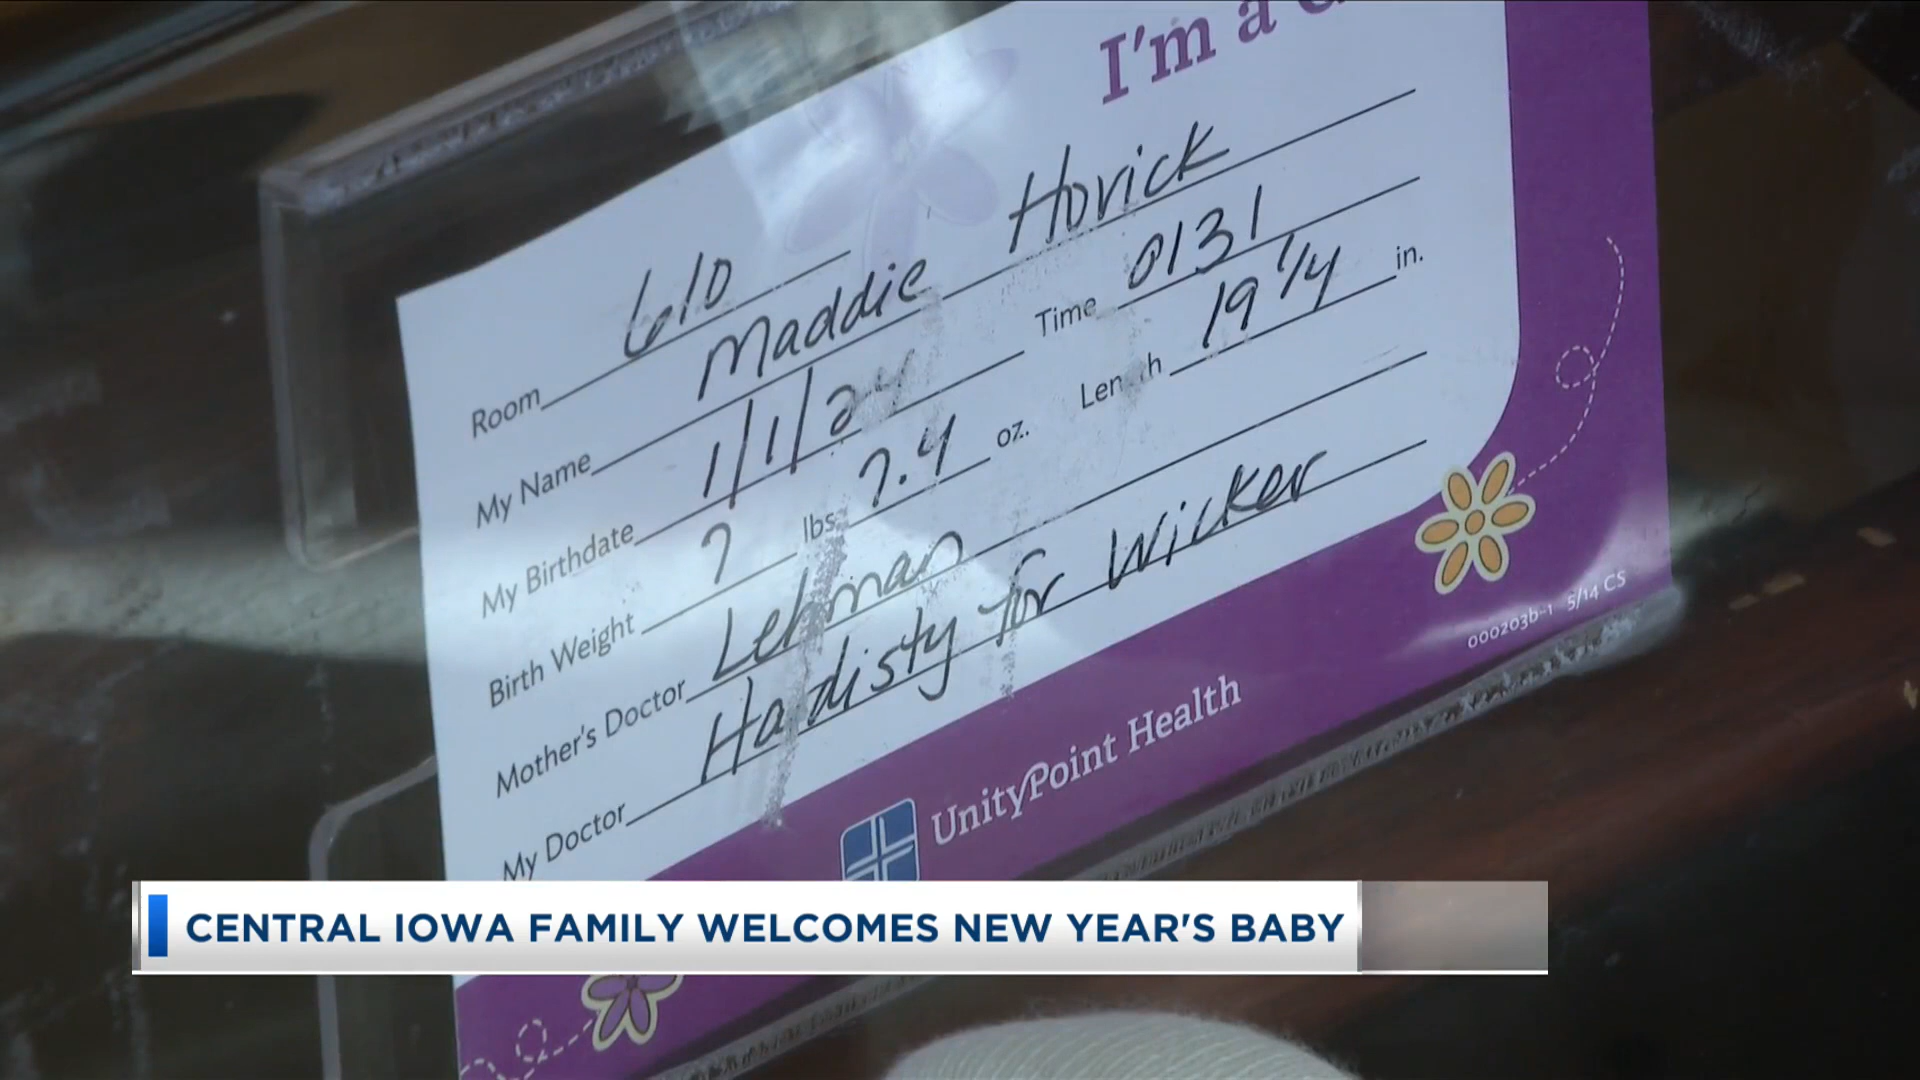 I'm a
Room 610
My Name Maddie Horick
My Birthdate 1/1/24 Time 0131
Birth Weight 7 lbs 7.4 oz. Length 19 1/4 in.
Mother's Doctor Lehman
My Doctor Hardisty for Wicker
000203b-1 5/14 CS
UnityPoint Health
CENTRAL IOWA FAMILY WELCOMES NEW YEAR'S BABY